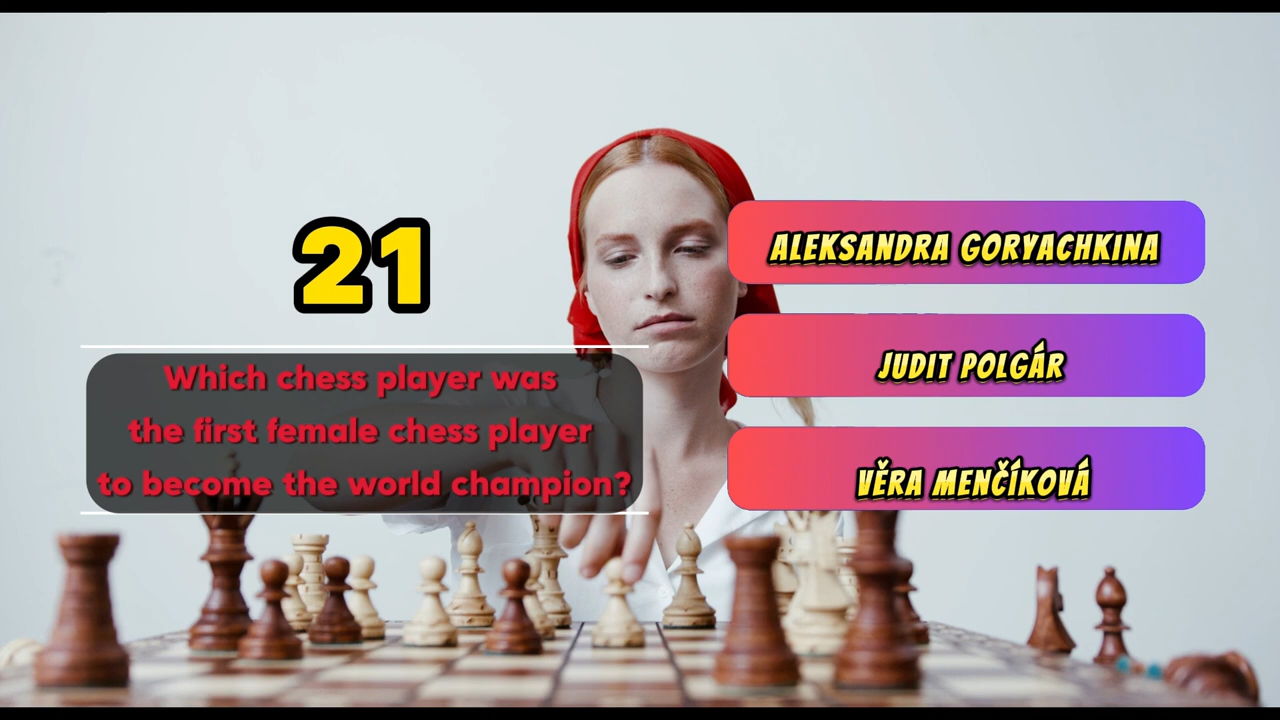 21
Which chess player was
the first female chess player
to become the world champion?
ALEKSANDRA GORYACHKINA
JUDIT POLGÁR
VĚRA MENČÍKOVÁ